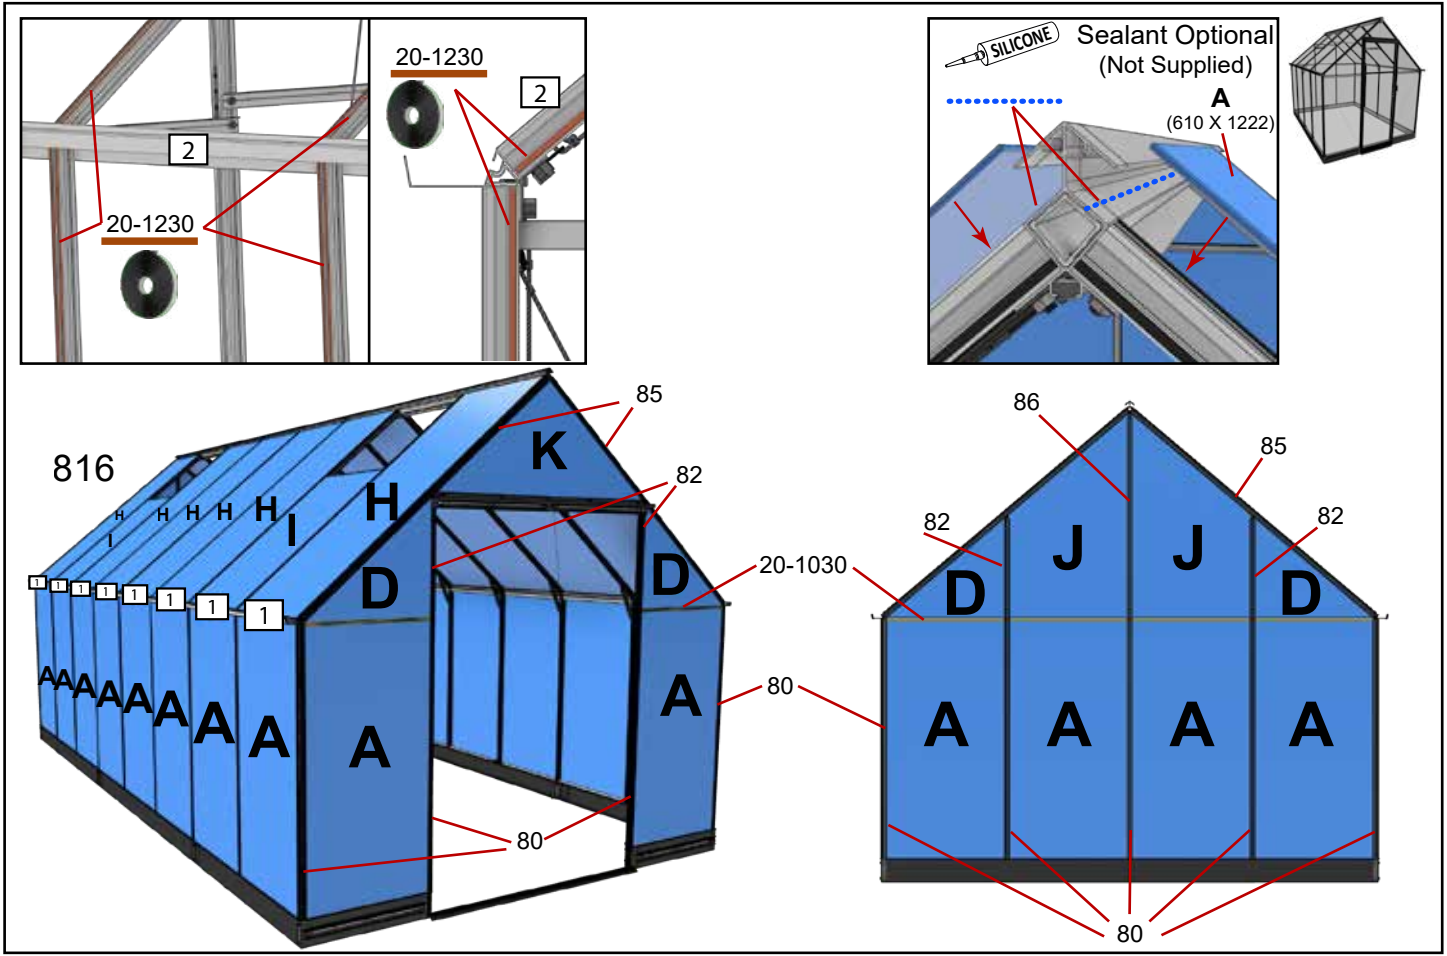 2
20-1230
20-1230
2
SILICONE
Sealant Optional
(Not Supplied)
A
(610 X 1222)
816
85
K
82
H
H
H
H
H
H
I
I
D
D
1
1
1
1
1
1
1
1
20-1030
A
A
A
A
A
A
A
A
A
A
80
80
86
85
82
82
J
J
D
D
A
A
A
A
80